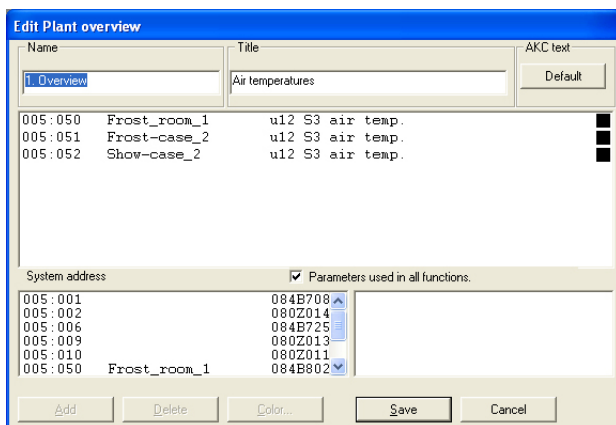 Edit Plant overview
Name Title AKC text
1. Overview Air temperatures Default
005:050 Frost_room_1 u12 S3 air temp.
005:051 Frost-case_2 u12 S3 air temp.
005:052 Show-case_2 u12 S3 air temp.
System address Parameters used in all functions.
005:001 084B708
005:002 080Z014
005:006 084B725
005:009 080Z013
005:010 080Z011
005:050 Frost_room_1 084B802
Add Delete Color... Save Cancel